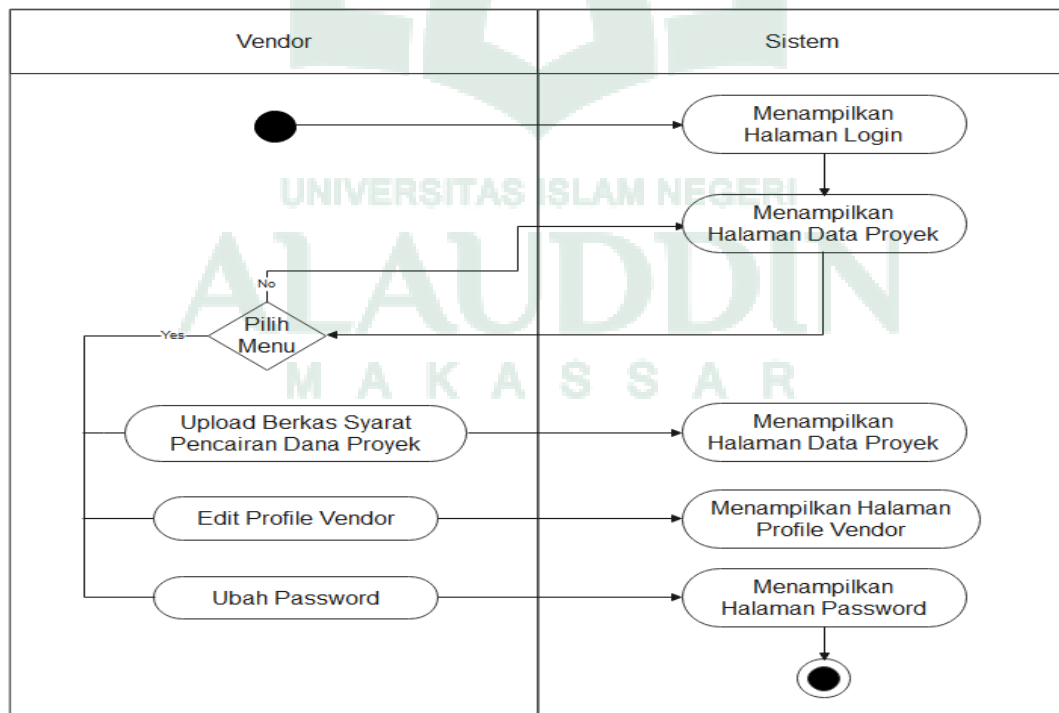 Vendor
Sistem
Menampilkan
Halaman Login
UNIVERSITAS ISLAM NEGERI
Menampilkan
Halaman Data Proyek
ALAUDDIN
No
Pilih
Menu
Yes
MAKASSAR
Upload Berkas Syarat
Pencairan Dana Proyek
Menampilkan
Halaman Data Proyek
Edit Profile Vendor
Menampilkan Halaman
Profile Vendor
Ubah Password
Menampilkan
Halaman Password